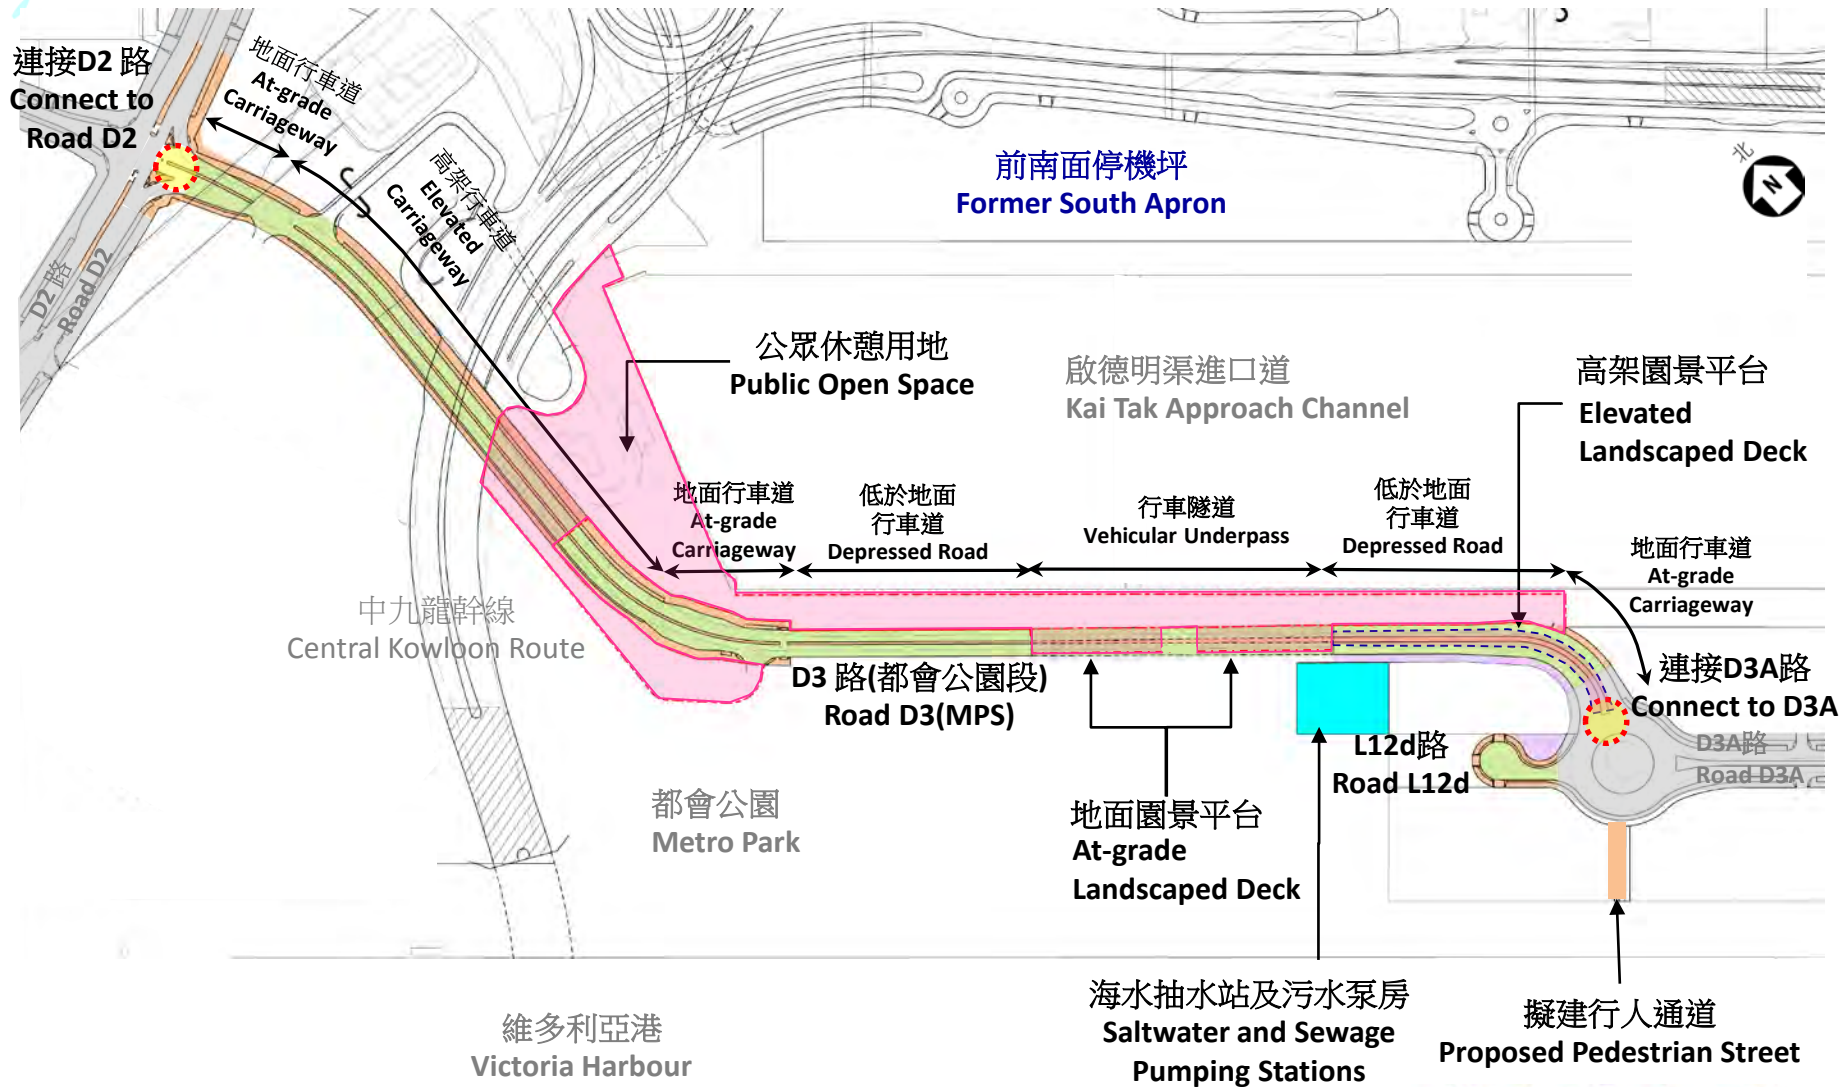 連接D2 路
Connect to
Road D2
地面行車道
At-grade
Carriageway
高架行車道
Elevated
Carriageway
D2 路
Road D2
前南面停機坪
Former South Apron
北
N
公眾休憩用地
Public Open Space
啟德明渠進口道
Kai Tak Approach Channel
高架園景平台
Elevated
Landscaped Deck
地面行車道
At-grade
Carriageway
低於地面
行車道
Depressed Road
行車隧道
Vehicular Underpass
低於地面
行車道
Depressed Road
地面行車道
At-grade
Carriageway
中九龍幹線
Central Kowloon Route
D3 路(都會公園段)
Road D3(MPS)
連接D3A路
Connect to D3A
D3A路
Road D3A
L12d路
Road L12d
都會公園
Metro Park
地面園景平台
At-grade
Landscaped Deck
海水抽水站及污水泵房
Saltwater and Sewage
Pumping Stations
擬建行人通道
Proposed Pedestrian Street
維多利亞港
Victoria Harbour